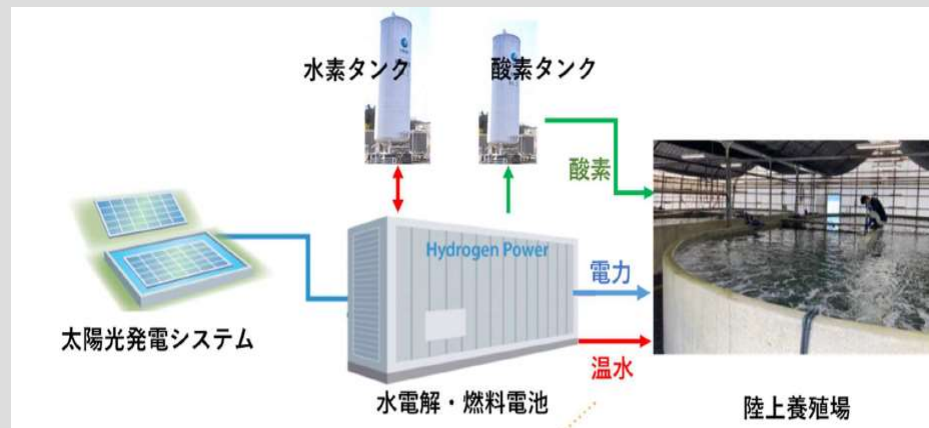 水素タンク
酸素タンク
酸素
Hydrogen Power
電力
太陽光発電システム
温水
水電解・燃料電池
陸上養殖場